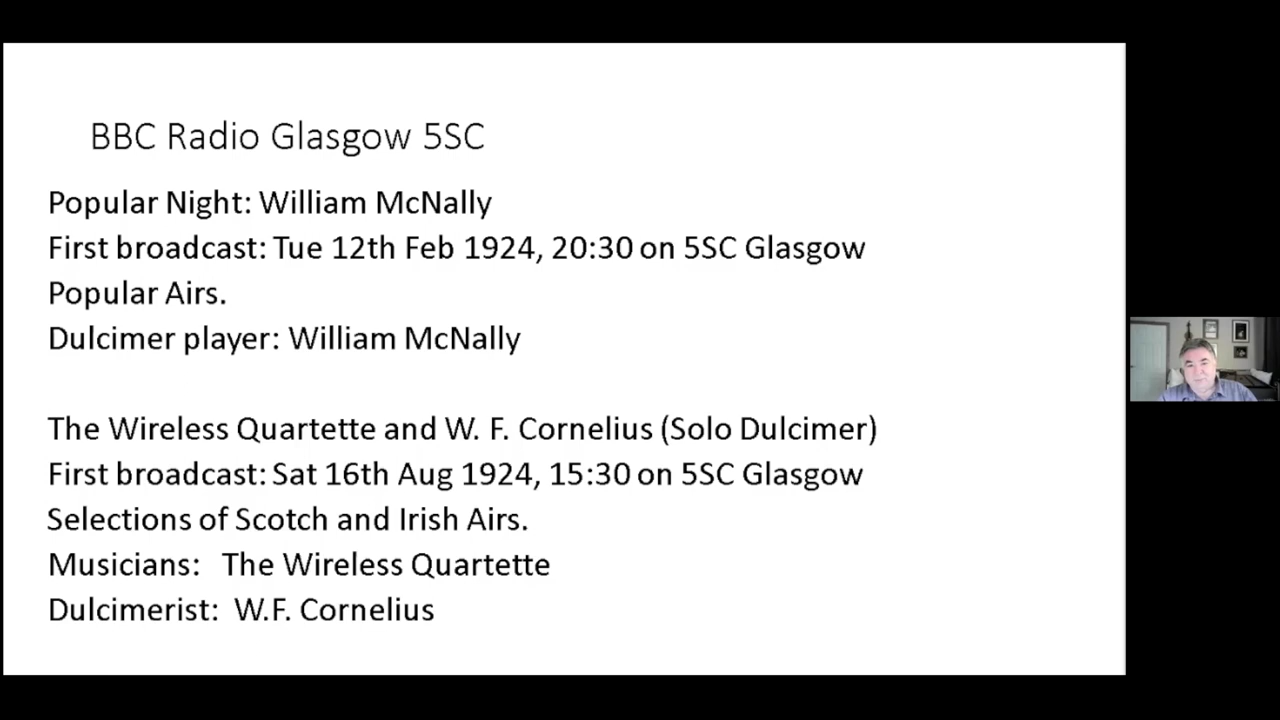 BBC Radio Glasgow 5SC
Popular Night: William McNally
First broadcast: Tue 12th Feb 1924, 20:30 on 5SC Glasgow
Popular Airs.
Dulcimer player: William McNally
The Wireless Quartette and W. F. Cornelius (Solo Dulcimer)
First broadcast: Sat 16th Aug 1924, 15:30 on 5SC Glasgow
Selections of Scotch and Irish Airs.
Musicians: The Wireless Quartette
Dulcimerist: W.F. Cornelius